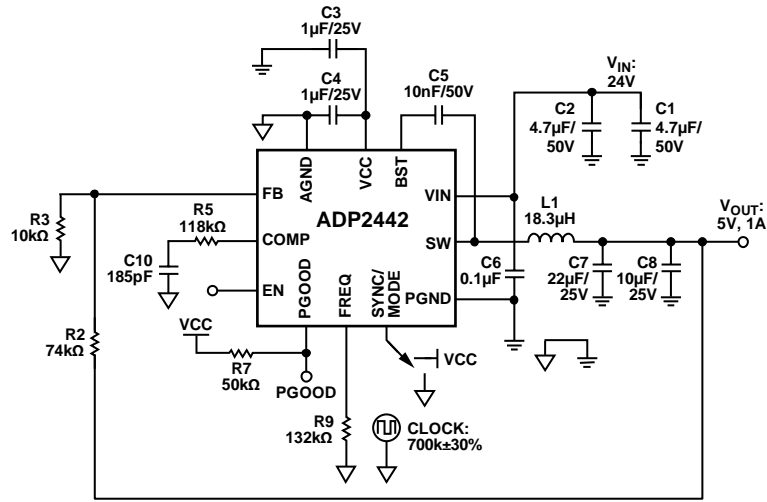 C3
1µF/25V
C4
1µF/25V
C5
10nF/50V
VIN:
24V
C2
4.7µF/
50V
C1
4.7µF/
50V
AGND
VCC
BST
FB
VIN
ADP2442
R3
10kΩ
R5
118kΩ
COMP
SW
L1
18.3µH
VOUT:
5V, 1A
C10
185pF
EN
PGOOD
FREQ
SYNC/
MODE
PGND
C6
0.1µF
C7
22µF/
25V
C8
10µF/
25V
R2
74kΩ
VCC
R7
50kΩ
PGOOD
VCC
R9
132kΩ
CLOCK:
700k±30%